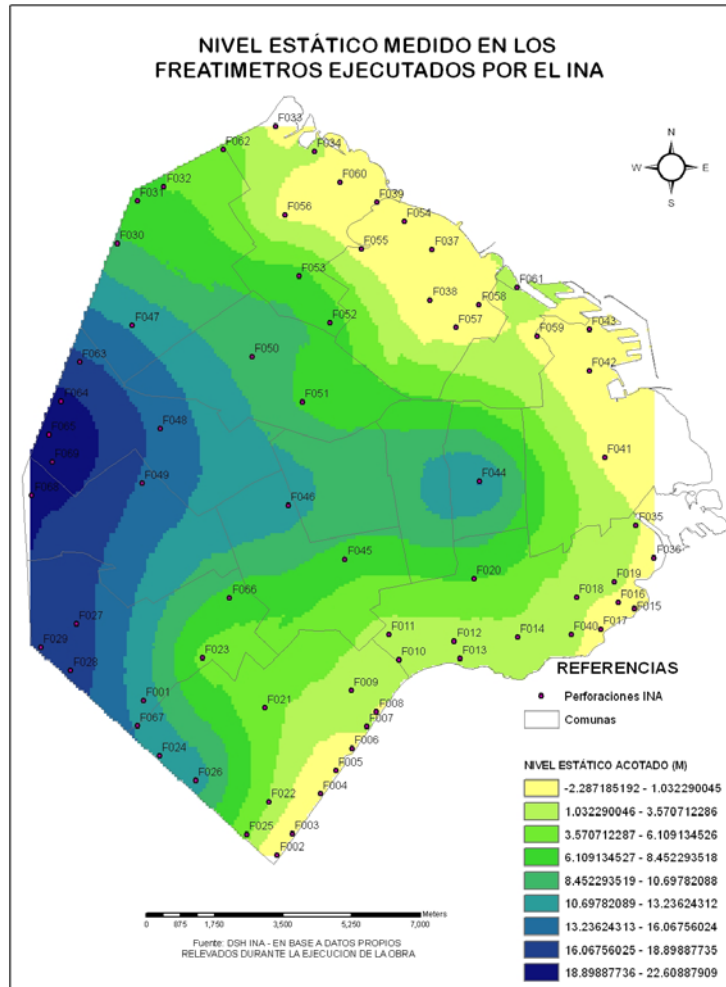 NIVEL ESTÁTICO MEDIDO EN LOS
FREATIMETROS EJECUTADOS POR EL INA
N
W E
S
F033
F062
F034
F060
F032
F031
F039
F056
F054
F030
F055
F037
F053
F061
F047
F052
F038
F058
F057
F059
F043
F063
F050
F042
F064
F051
F065
F048
F069
F049
F044
F041
F068
F046
F035
F045
F036
F020
F066
F019
F018
F016
F015
F027
F011
F012
F014
F040
F017
F029
F023
F010
F013
F028
F009
F001
F021
F008
F067
F007
F006
F024
F005
F026
F004
F022
F025
F003
F002
REFERENCIAS
Perforaciones INA
Comunas
NIVEL ESTÁTICO ACOTADO (M)
-2.287185192 - 1.032290045
1.032290046 - 3.570712286
3.570712287 - 6.109134526
6.109134527 - 8.452293518
8.452293519 - 10.69782088
10.69782089 - 13.23624312
13.23624313 - 16.06756024
16.06756025 - 18.89887735
18.89887736 - 22.60887909
Meters
0 875 1,750 3,500 5,250 7,000
Fuente: DSH INA - EN BASE A DATOS PROPIOS
RELEVADOS DURANTE LA EJECUCION DE LA OBRA